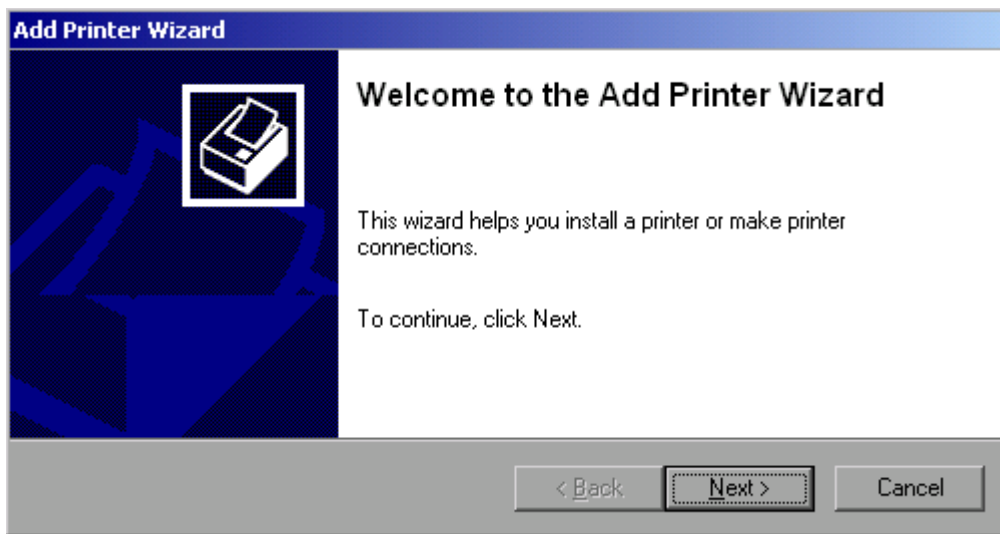 Add Printer Wizard
Welcome to the Add Printer Wizard
This wizard helps you install a printer or make printer
connections.
To continue, click Next.
< Back
Next >
Cancel